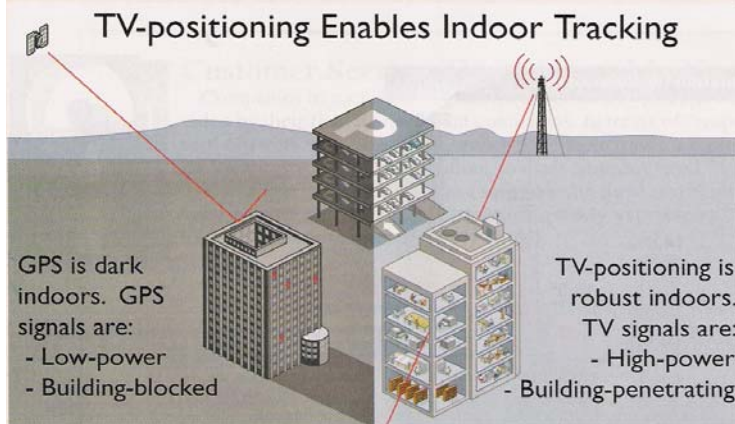 TV-positioning Enables Indoor Tracking
P
GPS is dark
indoors. GPS
signals are:
- Low-power
- Building-blocked
TV-positioning is
robust indoors.
TV signals are:
- High-power
- Building-penetrating